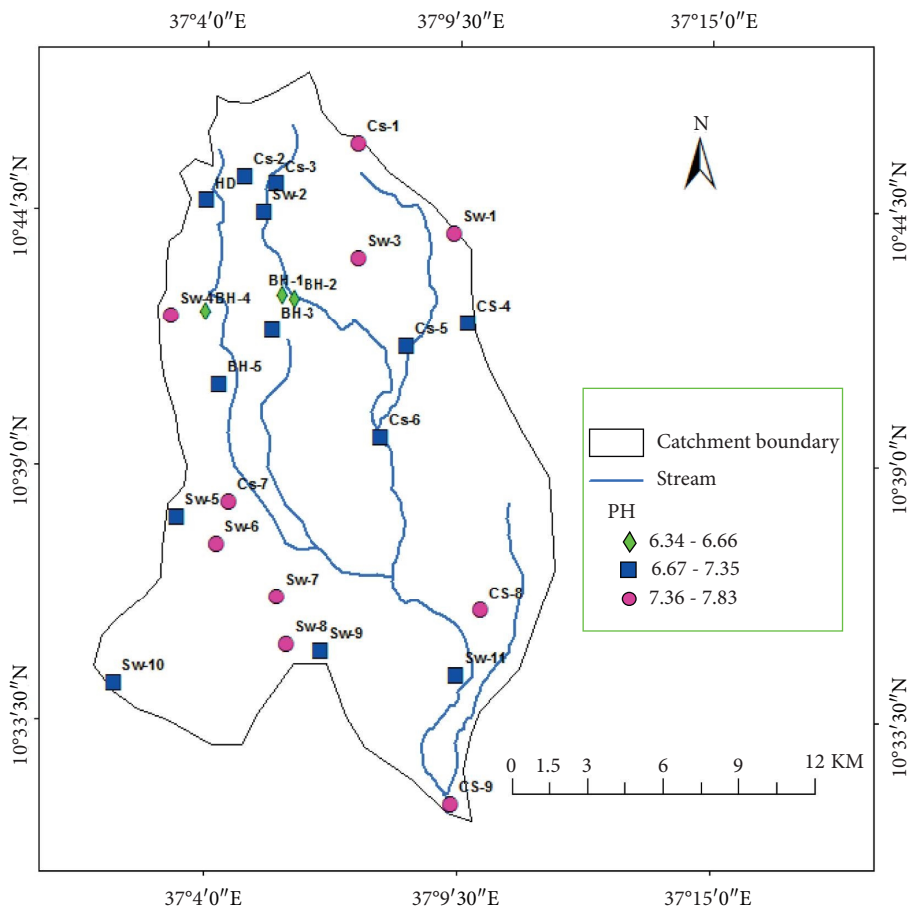 37°4′0″E 37°9′30″E 37°15′0″E
N
Cs-1
Cs-2
Cs-3
HD
Sw-2
10°44′30″N
10°44′30″N
Sw-1
Sw-3
BH-1
BH-2
Sw-4
BH-4
BH-3
CS-4
Cs-5
BH-5
Cs-6
Catchment boundary
10°39′0″N
10°39′0″N
Stream
Cs-7
Sw-5
PH
Sw-6
6.34 - 6.66
6.67 - 7.35
Sw-7
CS-8
7.36 - 7.83
Sw-8
Sw-9
Sw-10
Sw-11
10°33′30″N
10°33′30″N
0 1.5 3 6 9 12 KM
CS-9
37°4′0″E 37°9′30″E 37°15′0″E